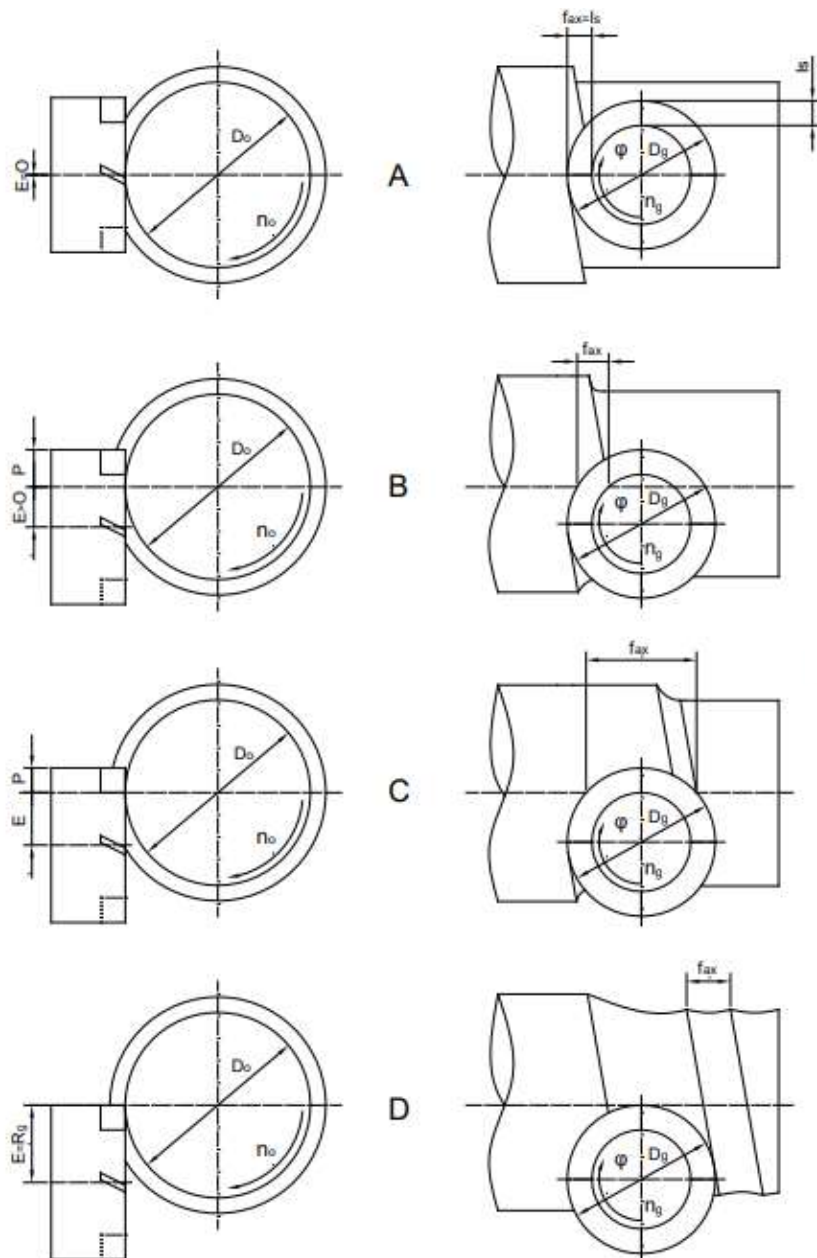 fax=ls
ls
E=O
Do
no
A
φ
Dg
ng
fax
P
E>O
Do
no
B
φ
Dg
ng
fax
P
E
Do
no
C
φ
Dg
ng
fax
E=Rg
Do
no
D
φ
Dg
ng